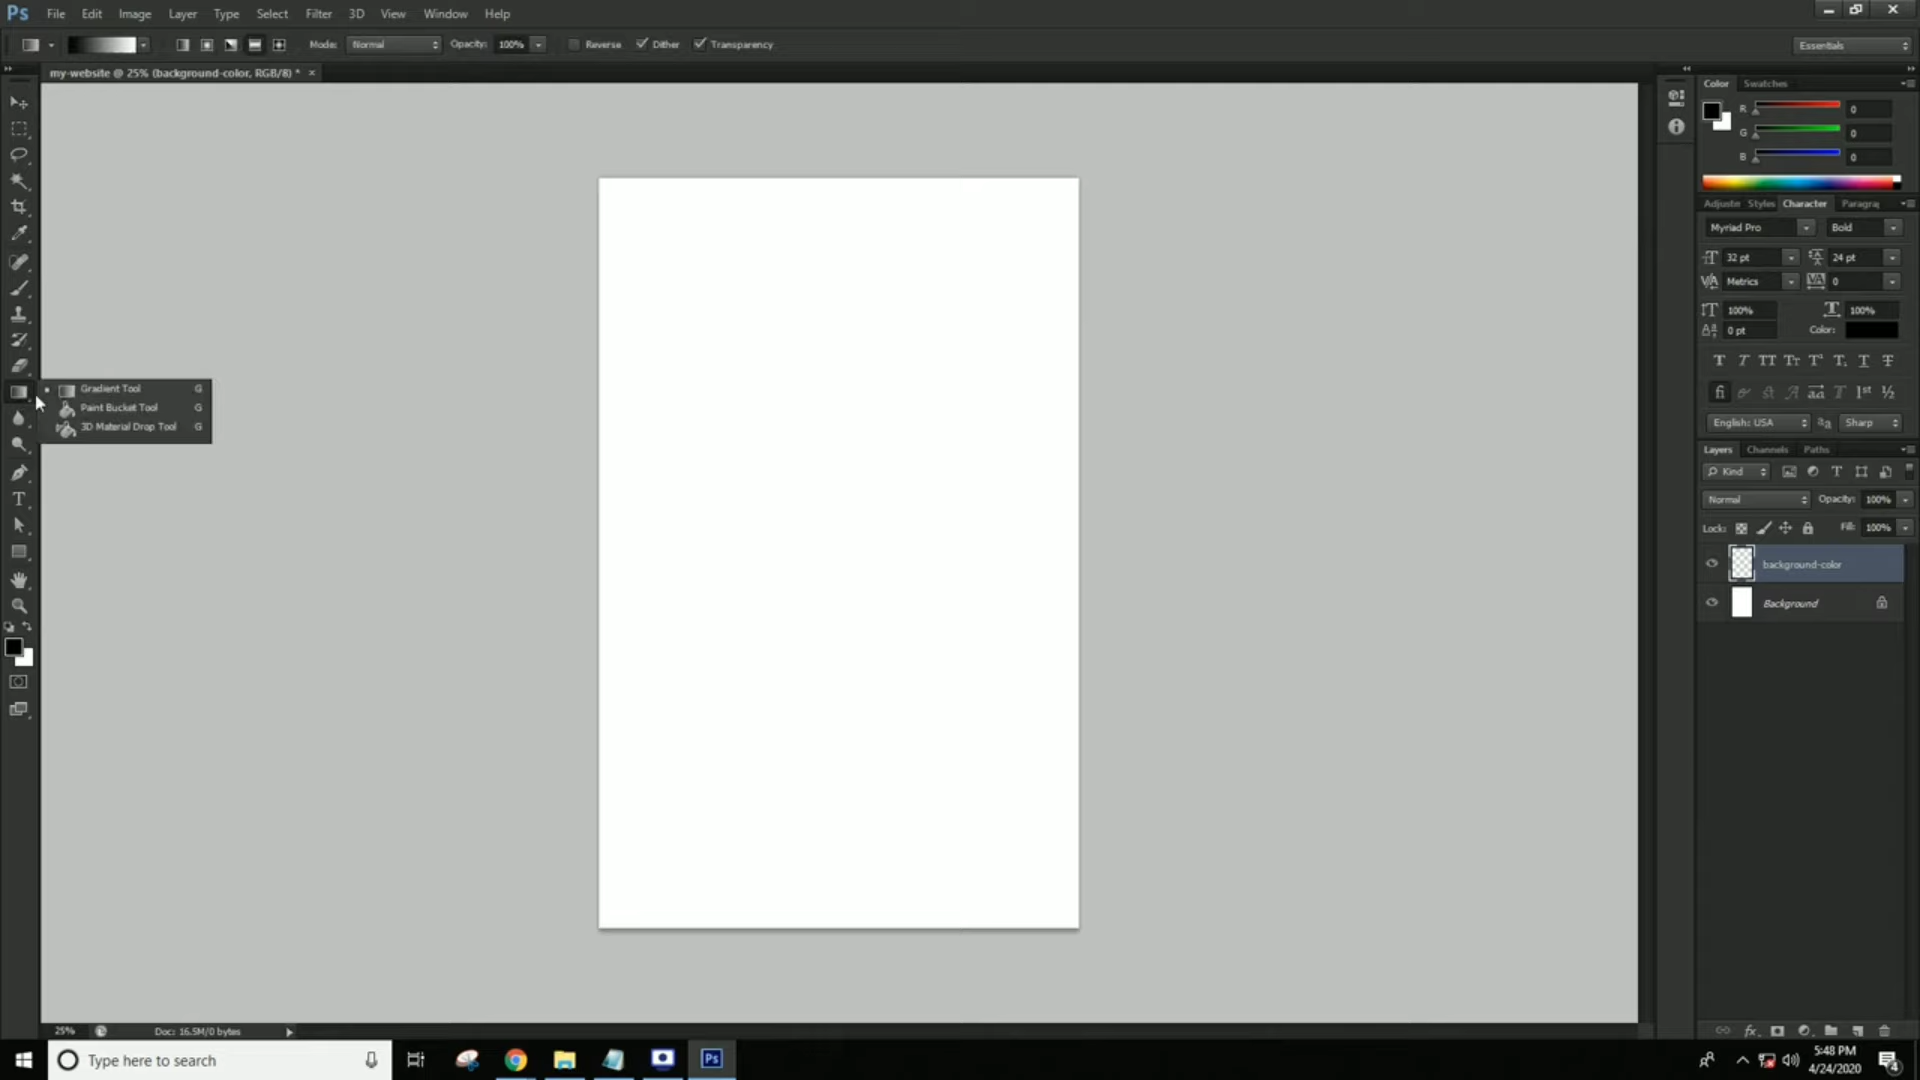 Ps File Edit Image Layer Type Select Filter 3D View Window Help
Mode: Normal Opacity: 100% Reverse Dither Transparency Essentials
my-website @ 25% (background-color, RGB/8) * ×
Color Swatches
R 0
G 0
B 0
Adjustm Styles Character Paragrap
Myriad Pro Bold
32 pt 24 pt
Metrics 0
100% 100%
0 pt Color:
English: USA Sharp
Layers Channels Paths
Kind
Normal Opacity: 100%
Lock: Fill: 100%
background-color
Background
Gradient Tool G
Paint Bucket Tool G
3D Material Drop Tool G
25% Doc: 16.5M/0 bytes
Type here to search
Ps
5:48 PM
4/24/2020
4